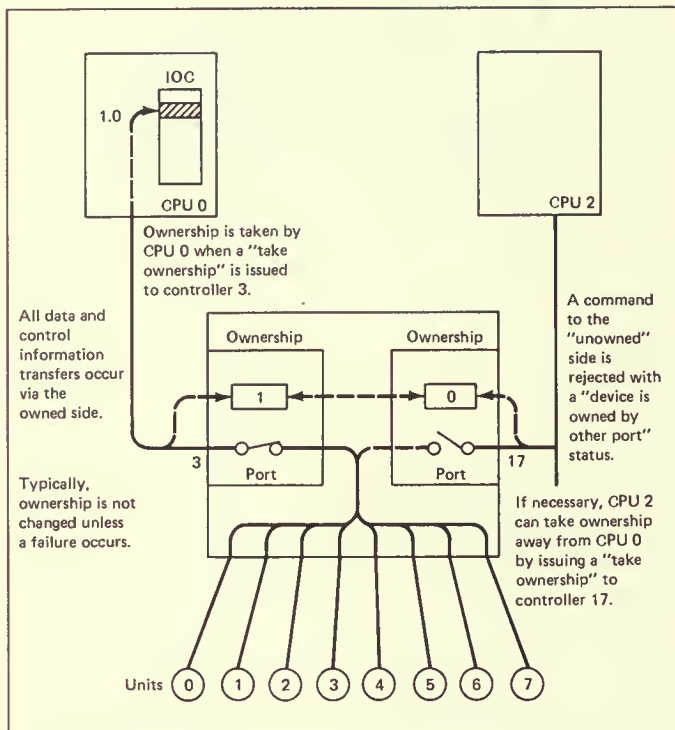 IOC
1.0
CPU 0
CPU 2
Ownership is taken by
CPU 0 when a "take
ownership" is issued
to controller 3.
All data and
control
information
transfers occur
via the
owned side.
Typically,
ownership is not
changed unless
a failure occurs.
Ownership
1
3
Port
Ownership
0
17
Port
A command
to the
"unowned"
side is
rejected with
a "device is
owned by
other port"
status.
If necessary, CPU 2
can take ownership
away from CPU 0
by issuing a "take
ownership" to
controller 17.
Units 0 1 2 3 4 5 6 7